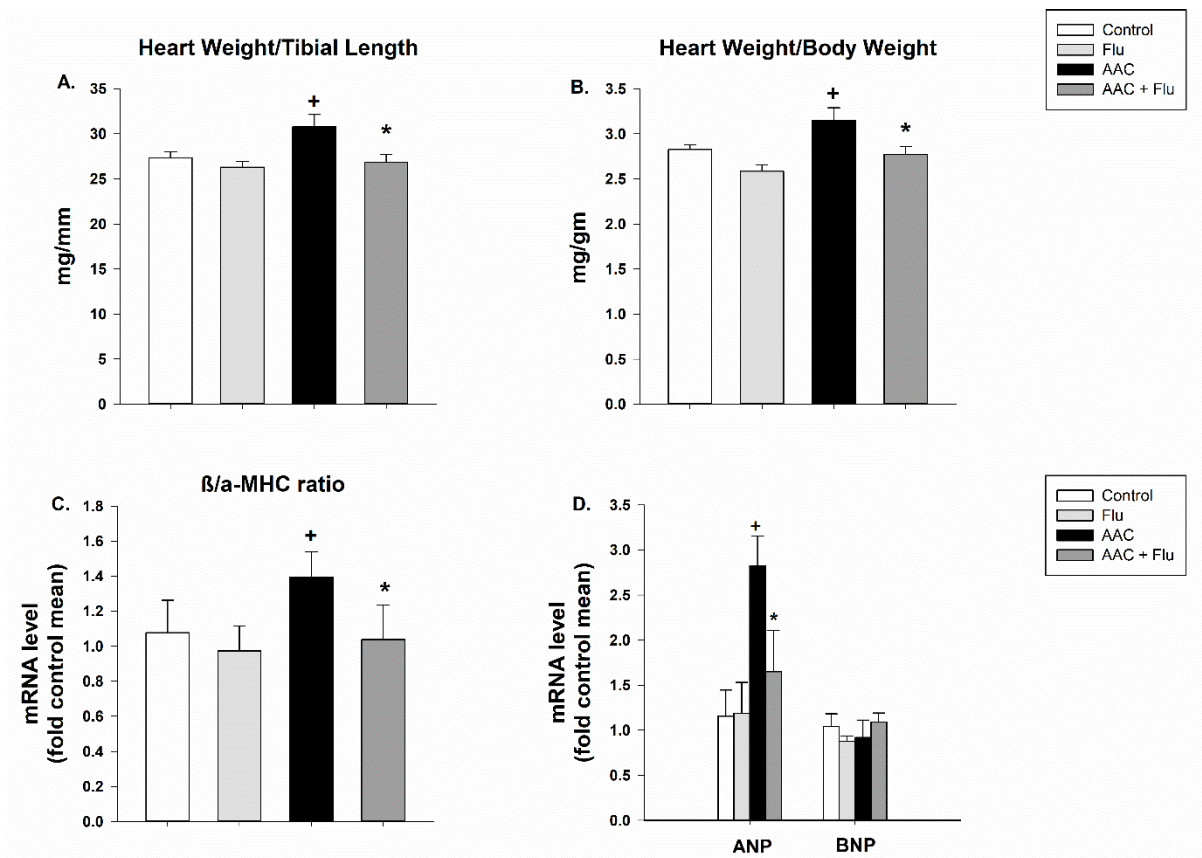 Heart Weight/Tibial Length
A.
35
30
25
20
15
10
5
0
mg/mm
+
*
Heart Weight/Body Weight
B.
3.5
3.0
2.5
2.0
1.5
1.0
0.5
0.0
mg/gm
+
*
Control
Flu
AAC
AAC + Flu
ß/a-MHC ratio
C.
1.8
1.6
1.4
1.2
1.0
0.8
0.6
0.4
0.2
0.0
mRNA level
(fold control mean)
+
*
D.
3.5
3.0
2.5
2.0
1.5
1.0
0.5
0.0
mRNA level
(fold control mean)
+
*
ANP
BNP
Control
Flu
AAC
AAC + Flu